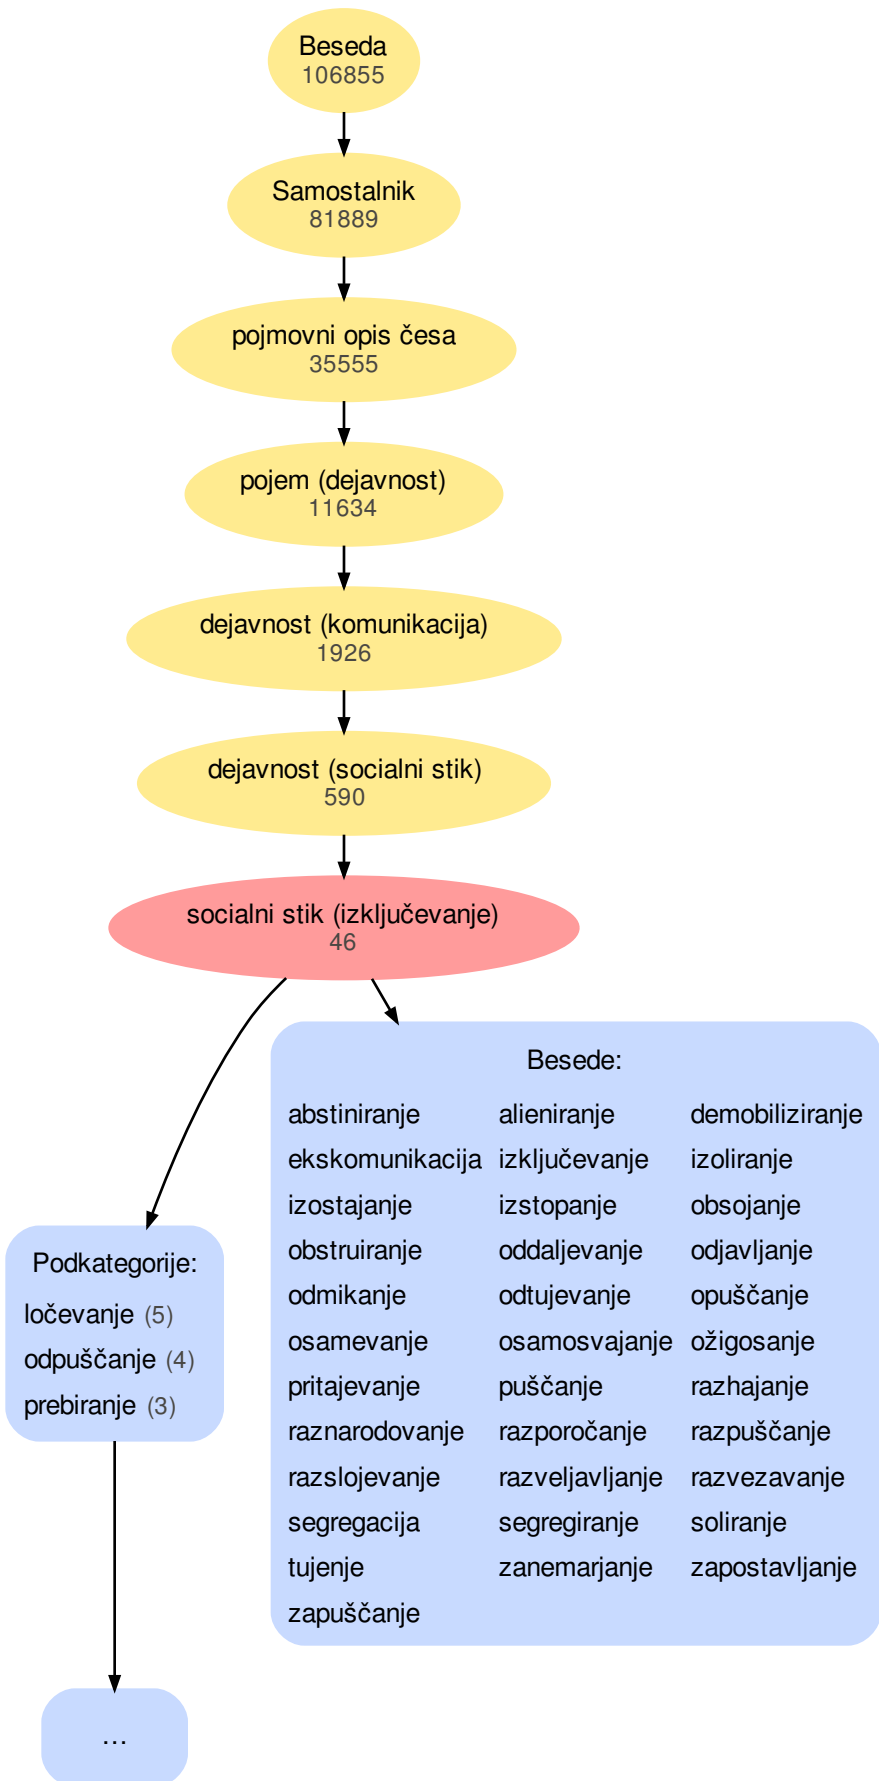 Beseda
106855
Samostalnik
81889
pojmovni opis česa
35555
pojem (dejavnost)
11634
dejavnost (komunikacija)
1926
dejavnost (socialni stik)
590
socialni stik (izključevanje)
46
Besede:
abstiniranje alieniranje demobiliziranje
ekskomunikacija izključevanje izoliranje
izostajanje izstopanje obsojanje
obstruiranje oddaljevanje odjavljanje
odmikanje odtujevanje opuščanje
osamevanje osamosvajanje ožigosanje
pritajevanje puščanje razhajanje
raznarodovanje razporočanje razpuščanje
razslojevanje razveljavljanje razvezavanje
segregacija segregiranje soliranje
tujenje zanemarjanje zapostavljanje
zapuščanje
Podkategorije:
ločevanje (5)
odpuščanje (4)
prebiranje (3)
...